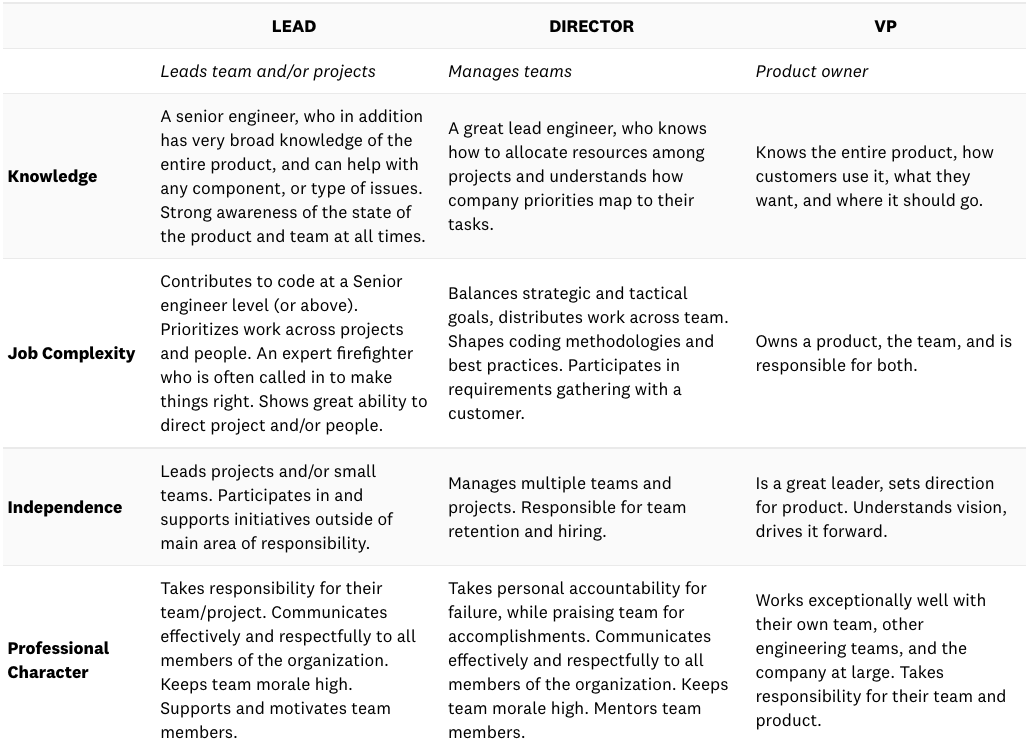 LEAD
DIRECTOR
VP
Leads team and/or projects
Manages teams
Product owner
Knowledge
A senior engineer, who in addition
has very broad knowledge of the
entire product, and can help with
any component, or type of issues.
Strong awareness of the state of
the product and team at all times.
A great lead engineer, who knows
how to allocate resources among
projects and understands how
company priorities map to their
tasks.
Knows the entire product, how
customers use it, what they
want, and where it should go.
Job Complexity
Contributes to code at a Senior
engineer level (or above).
Prioritizes work across projects
and people. An expert firefighter
who is often called in to make
things right. Shows great ability to
direct project and/or people.
Balances strategic and tactical
goals, distributes work across team.
Shapes coding methodologies and
best practices. Participates in
requirements gathering with a
customer.
Owns a product, the team, and is
responsible for both.
Independence
Leads projects and/or small
teams. Participates in and
supports initiatives outside of
main area of responsibility.
Manages multiple teams and
projects. Responsible for team
retention and hiring.
Is a great leader, sets direction
for product. Understands vision,
drives it forward.
Professional
Character
Takes responsibility for their
team/project. Communicates
effectively and respectfully to all
members of the organization.
Keeps team morale high.
Supports and motivates team
members.
Takes personal accountability for
failure, while praising team for
accomplishments. Communicates
effectively and respectfully to all
members of the organization. Keeps
team morale high. Mentors team
members.
Works exceptionally well with
their own team, other
engineering teams, and the
company at large. Takes
responsibility for their team and
product.